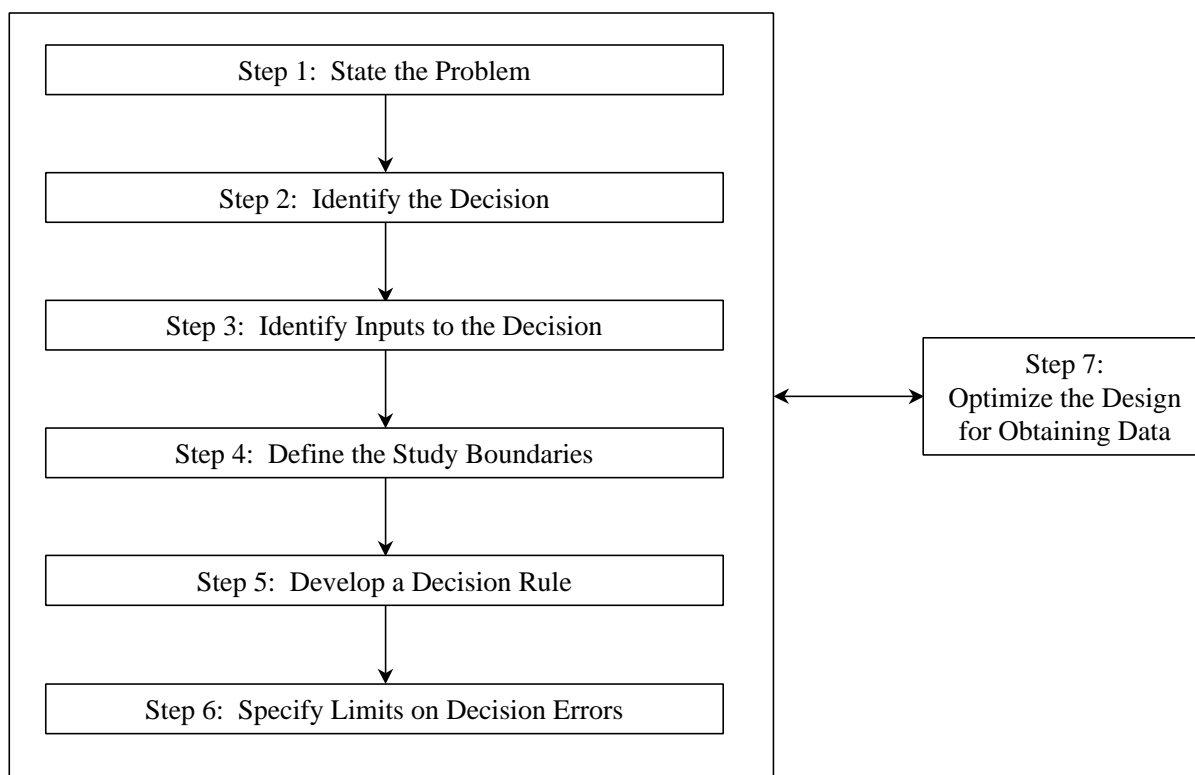 Step 1:  State the Problem
Step 2:  Identify the Decision
Step 3:  Identify Inputs to the Decision
Step 4:  Define the Study Boundaries
Step 5:  Develop a Decision Rule
Step 6:  Specify Limits on Decision Errors
Step 7:
Optimize the Design
for Obtaining Data